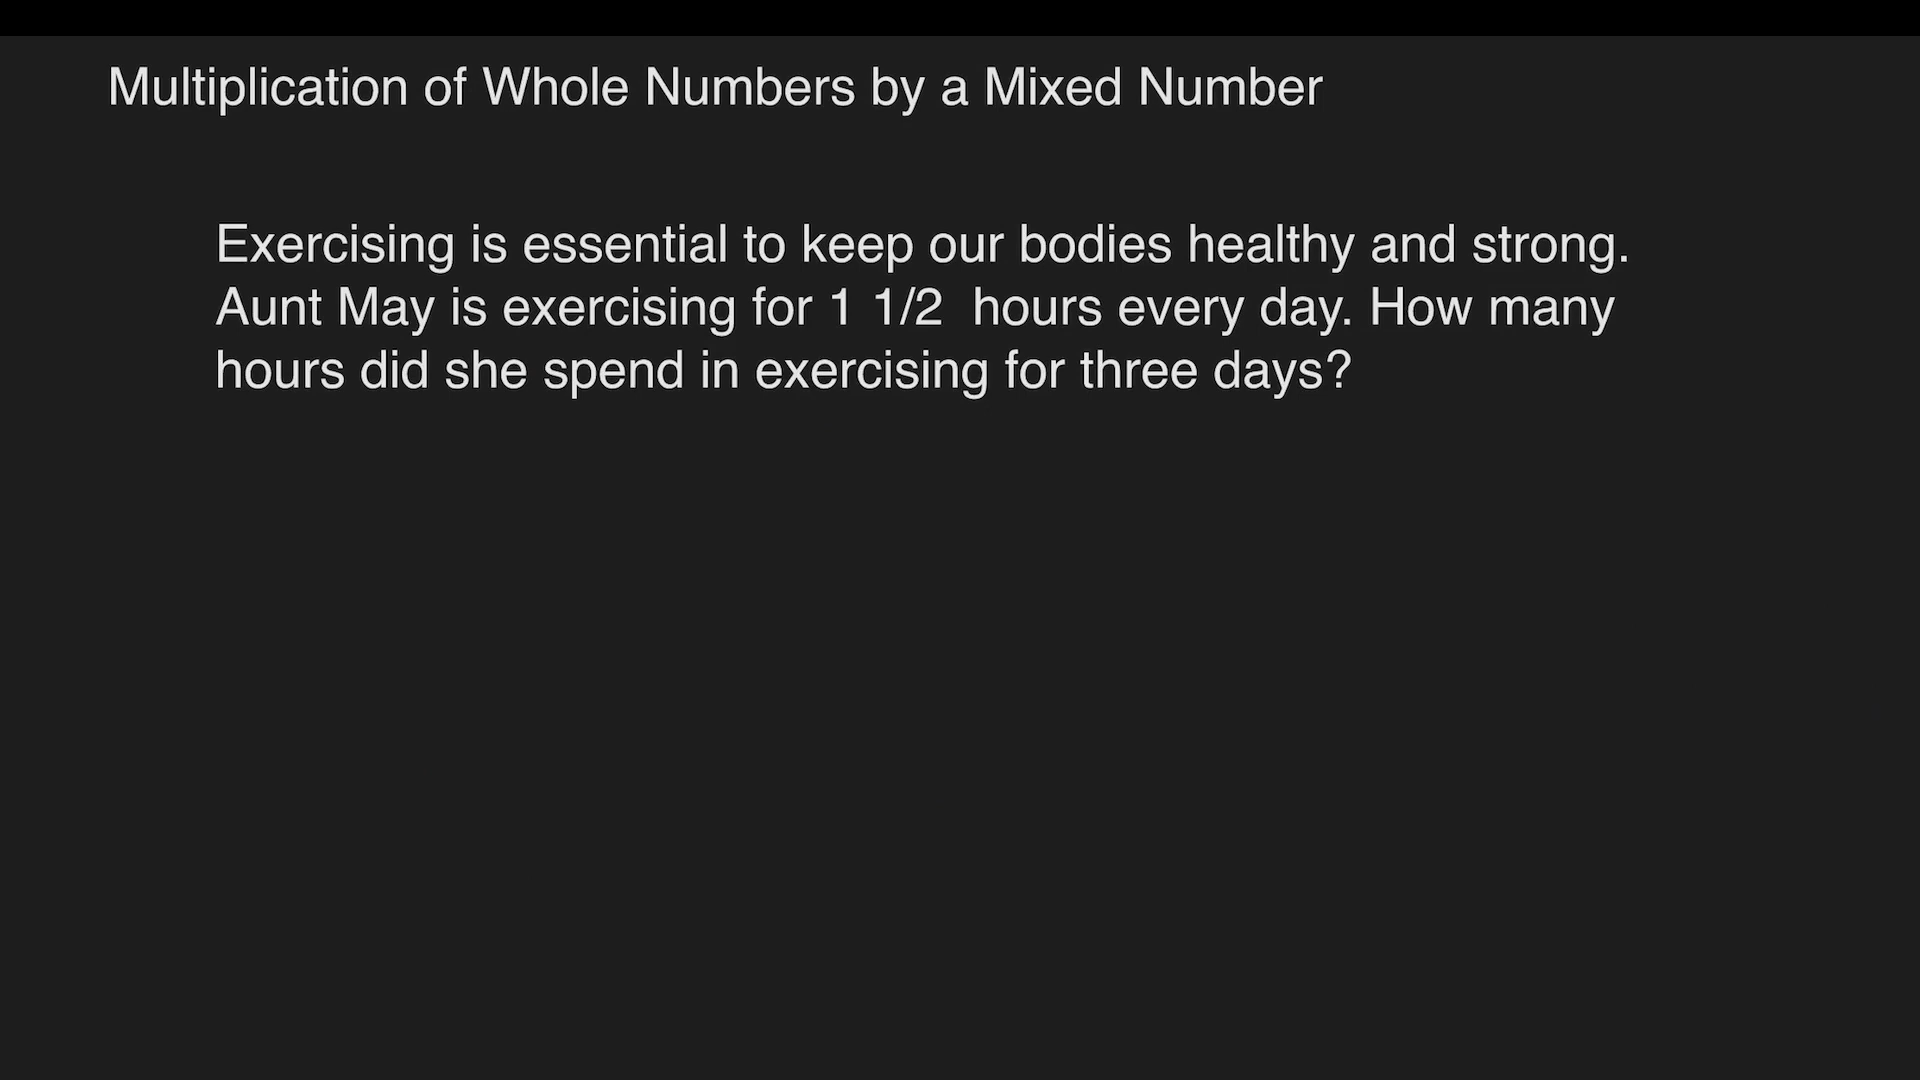 Multiplication of Whole Numbers by a Mixed Number
Exercising is essential to keep our bodies healthy and strong.
Aunt May is exercising for 1 1/2  hours every day. How many
hours did she spend in exercising for three days?